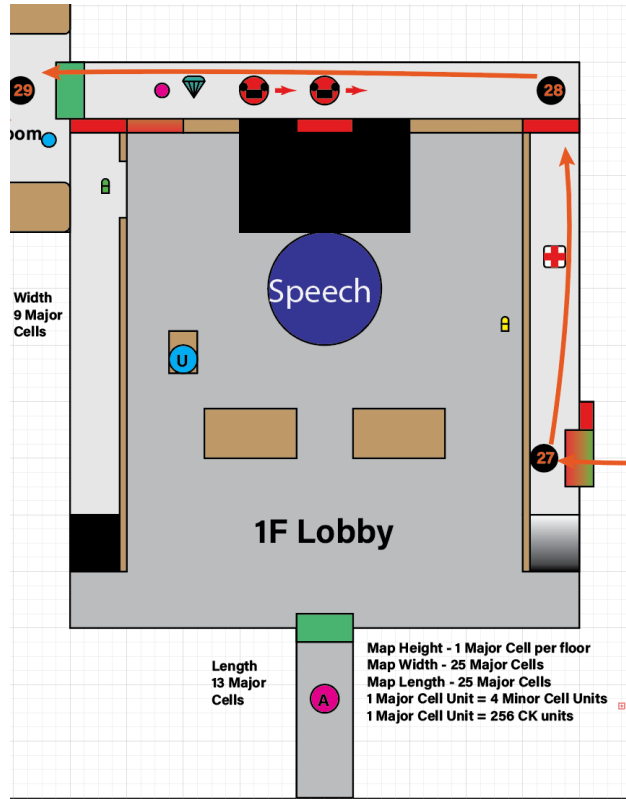 29
28
oom
Width
9 Major
Cells
Speech
U
27
1F Lobby
Length
13 Major
Cells
Map Height - 1 Major Cell per floor
Map Width - 25 Major Cells
Map Length - 25 Major Cells
1 Major Cell Unit = 4 Minor Cell Units
1 Major Cell Unit = 256 CK units
A